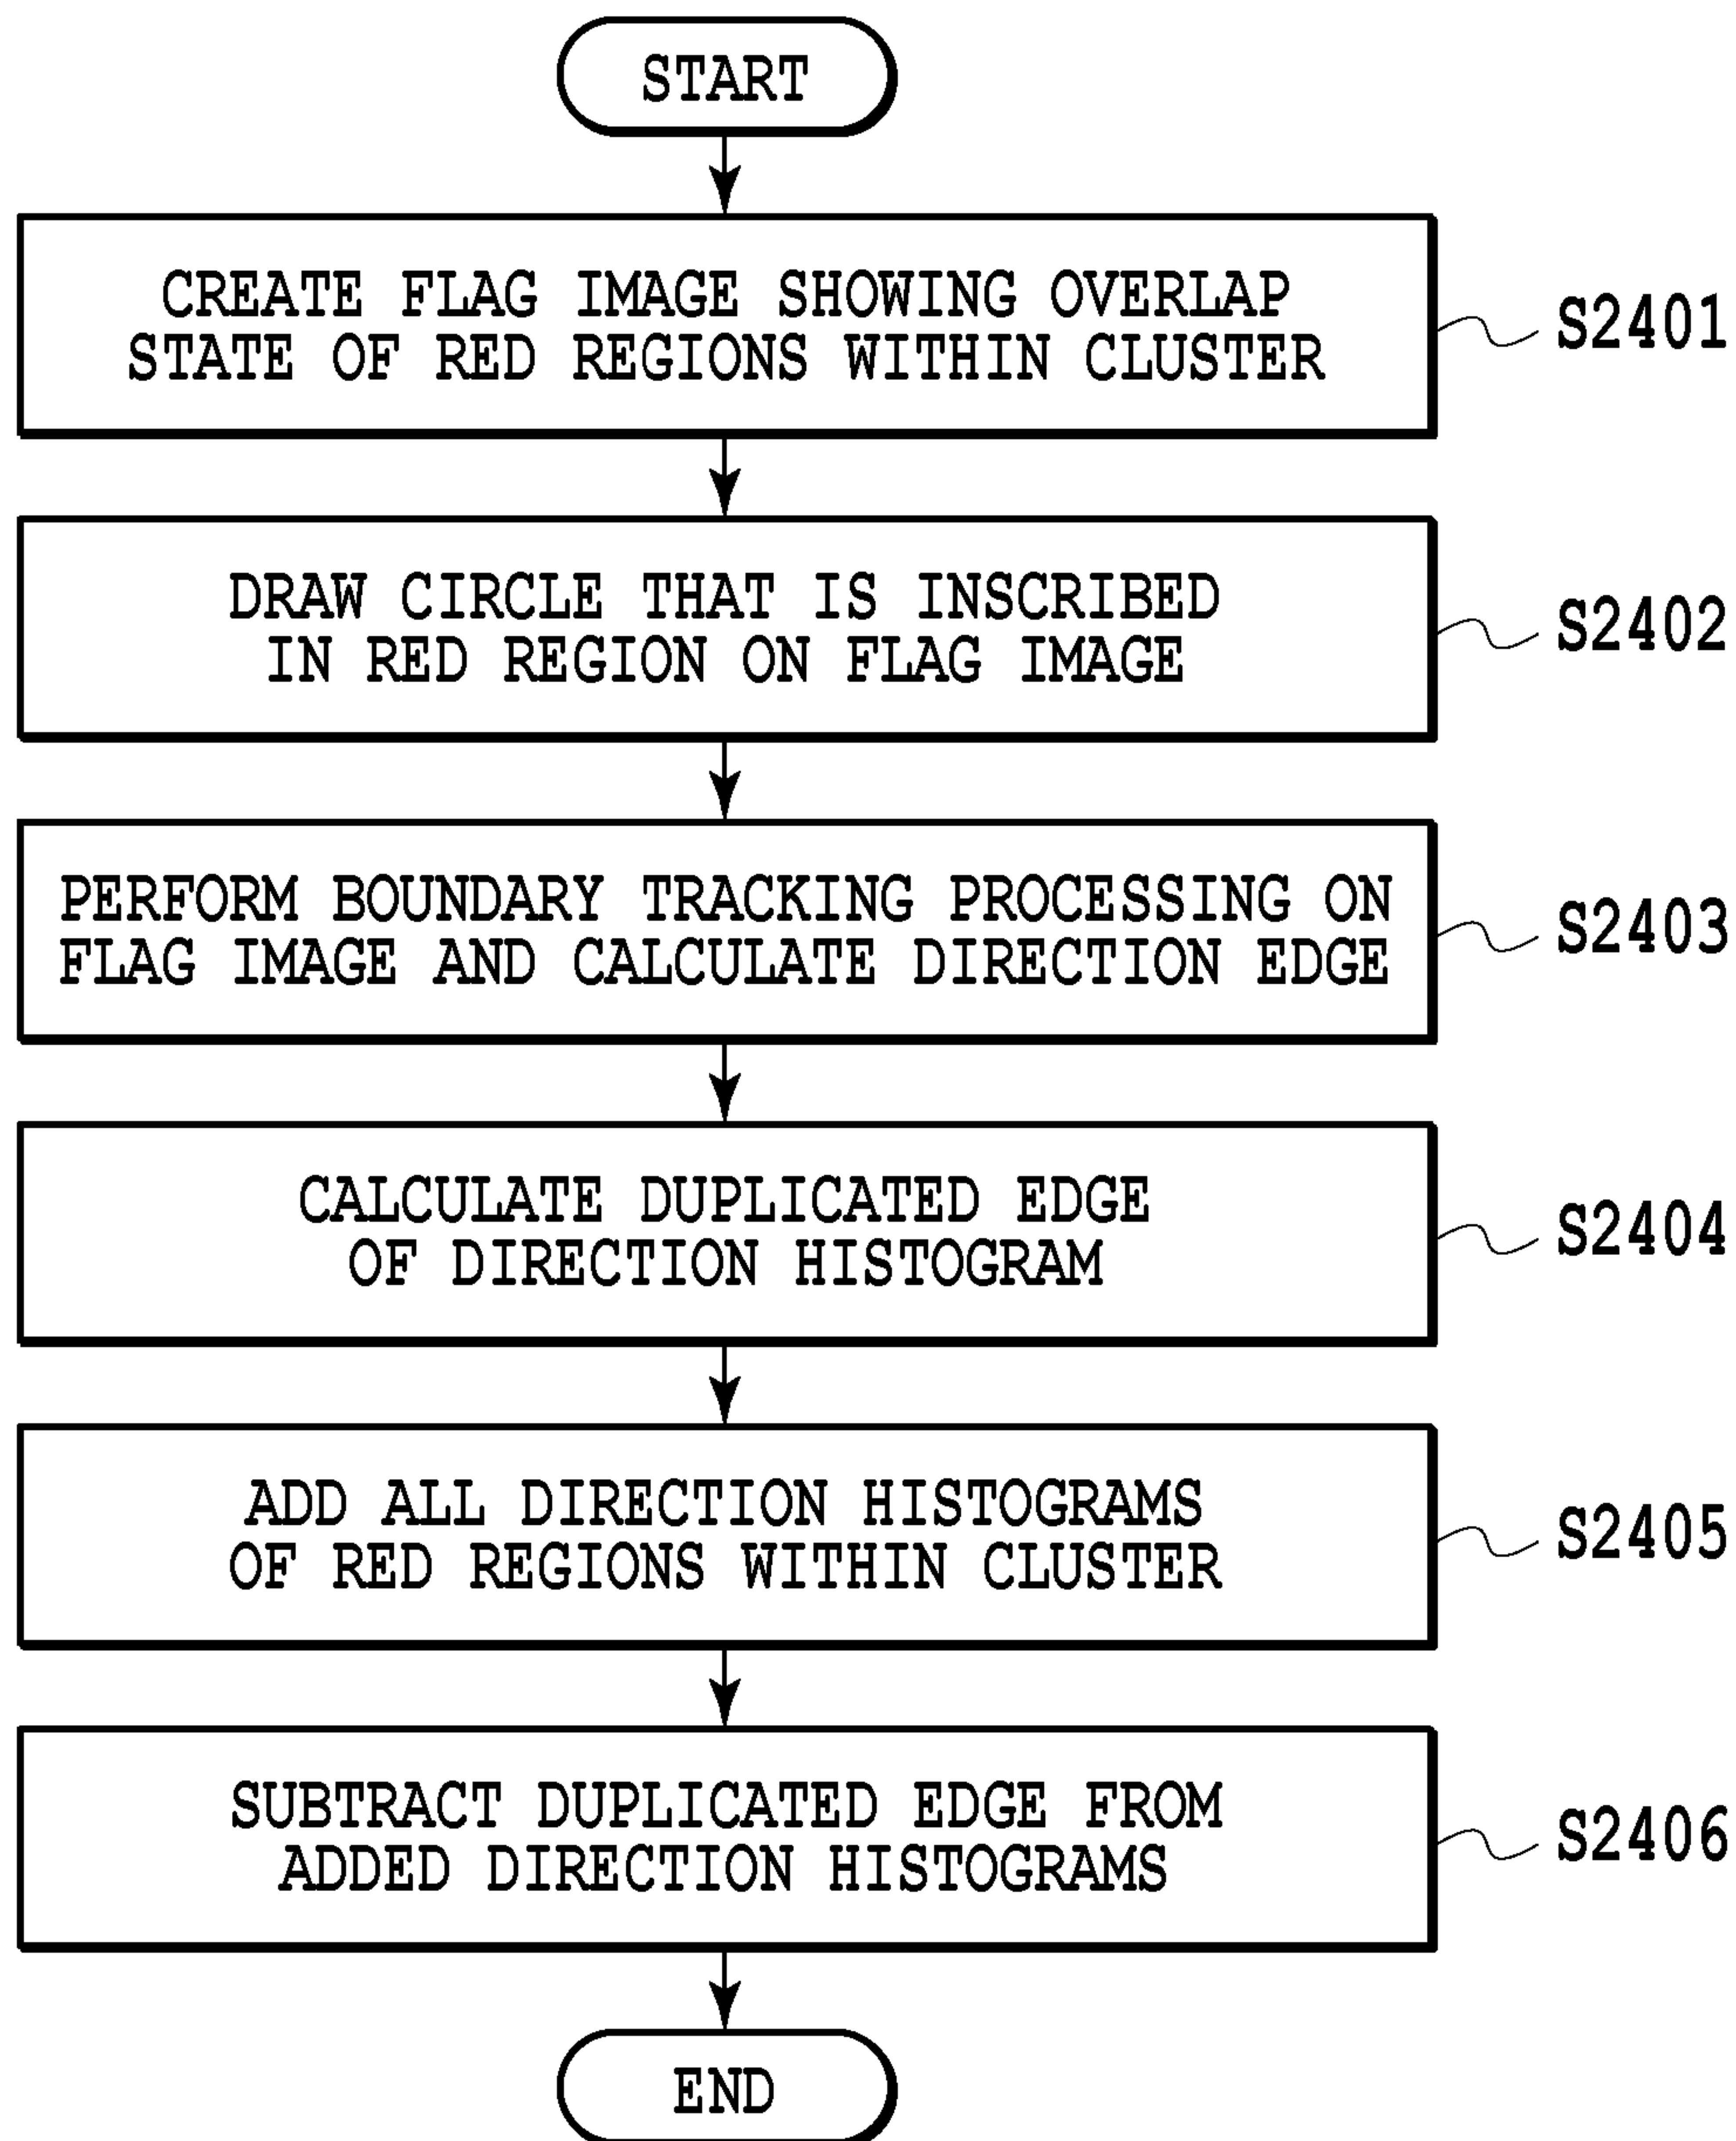 START
CREATE FLAG IMAGE SHOWING OVERLAP
STATE OF RED REGIONS WITHIN CLUSTER
S2401
DRAW CIRCLE THAT IS INSCRIBED
IN RED REGION ON FLAG IMAGE
S2402
PERFORM BOUNDARY TRACKING PROCESSING ON
FLAG IMAGE AND CALCULATE DIRECTION EDGE
S2403
CALCULATE DUPLICATED EDGE
OF DIRECTION HISTOGRAM
S2404
ADD ALL DIRECTION HISTOGRAMS
OF RED REGIONS WITHIN CLUSTER
S2405
SUBTRACT DUPLICATED EDGE FROM
ADDED DIRECTION HISTOGRAMS
S2406
END